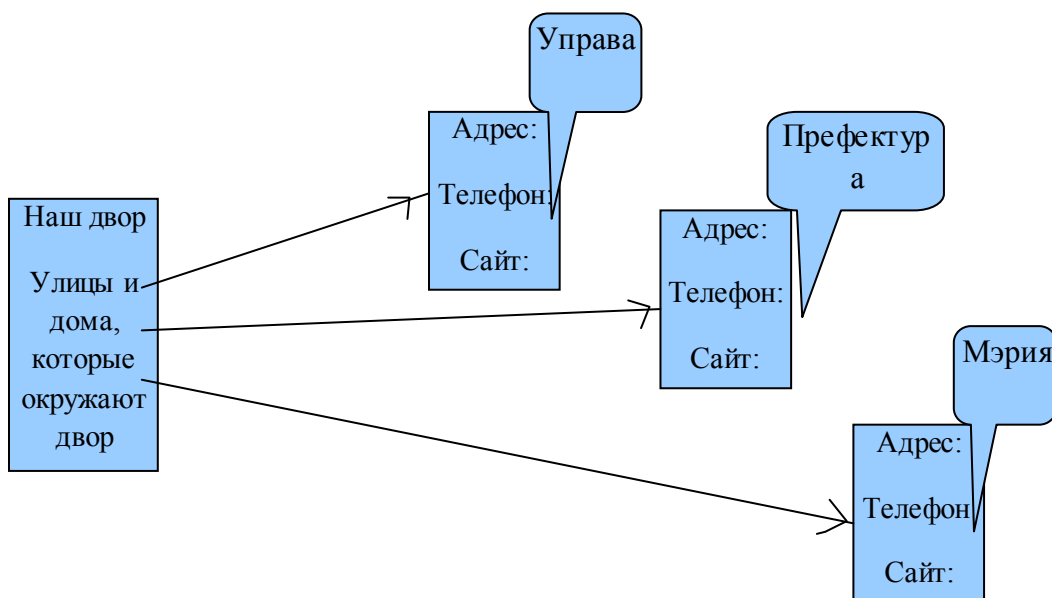 Управа
Адрес:
Телефон:
Сайт:
Префектур
а
Адрес:
Телефон:
Сайт:
Наш двор
Улицы и
дома,
которые
окружают
двор
Мэрия
Адрес:
Телефон
Сайт: